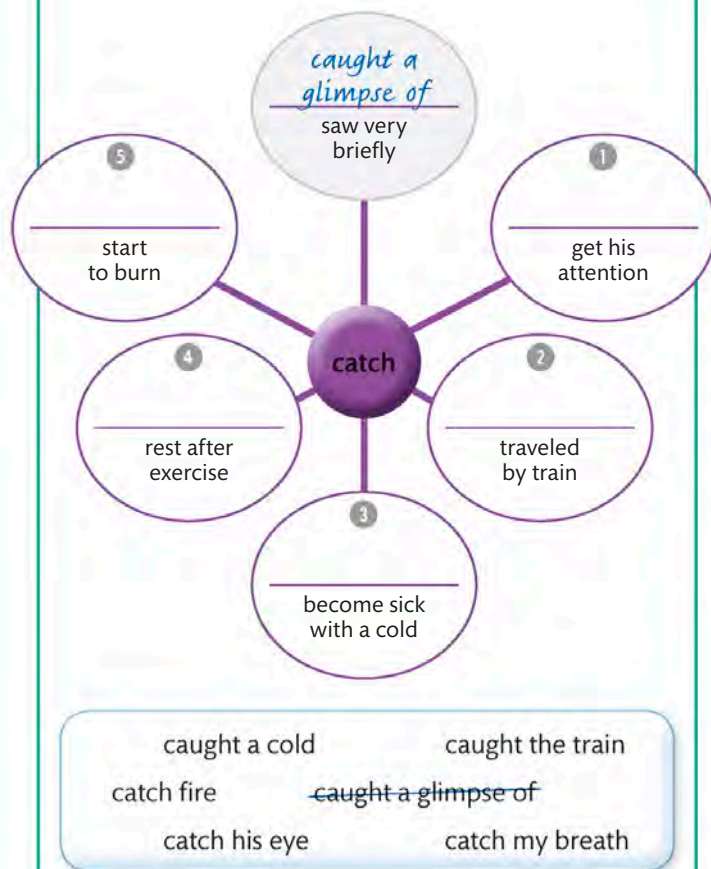 caught a
glimpse of
saw very
briefly
5
start
to burn
1
get his
attention
catch
4
rest after
exercise
2
traveled
by train
3
become sick
with a cold
caught a cold caught the train
catch fire caught a glimpse of
catch his eye catch my breath